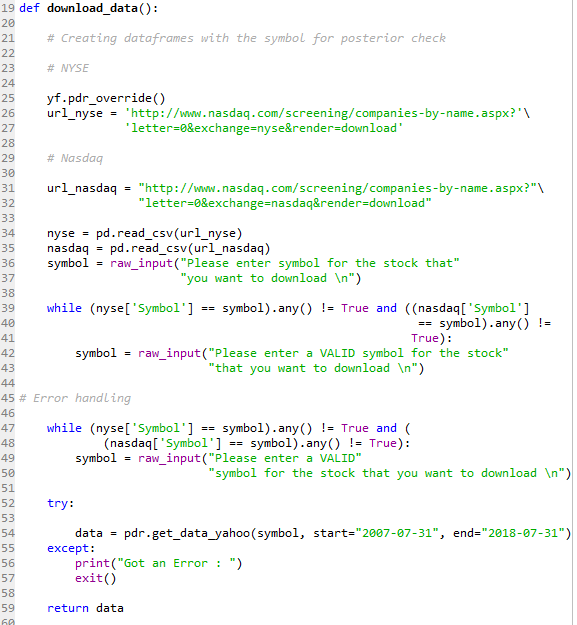 19 def download_data():
20
21     # Creating dataframes with the symbol for posterior check
22
23     # NYSE
24
25     yf.pdr_override()
26     url_nyse = 'http://www.nasdaq.com/screening/companies-by-name.aspx?'\
27                'letter=0&exchange=nyse&render=download'
28
29     # Nasdaq
30
31     url_nasdaq = "http://www.nasdaq.com/screening/companies-by-name.aspx?"\
32                  "letter=0&exchange=nasdaq&render=download"
33
34     nyse = pd.read_csv(url_nyse)
35     nasdaq = pd.read_csv(url_nasdaq)
36     symbol = raw_input("Please enter symbol for the stock that"
37                        "you want to download \n")
38
39     while (nyse['Symbol'] == symbol).any() != True and ((nasdaq['Symbol']
40                                                          == symbol).any() !=
41                                                         True):
42         symbol = raw_input("Please enter a VALID symbol for the stock"
43                            "that you want to download \n")
44
45 # Error handling
46
47     while (nyse['Symbol'] == symbol).any() != True and (
48             (nasdaq['Symbol'] == symbol).any() != True):
49         symbol = raw_input("Please enter a VALID"
50                            "symbol for the stock that you want to download \n")
51
52     try:
53
54         data = pdr.get_data_yahoo(symbol, start="2007-07-31", end="2018-07-31")
55     except:
56         print("Got an Error : ")
57         exit()
58
59     return data
60